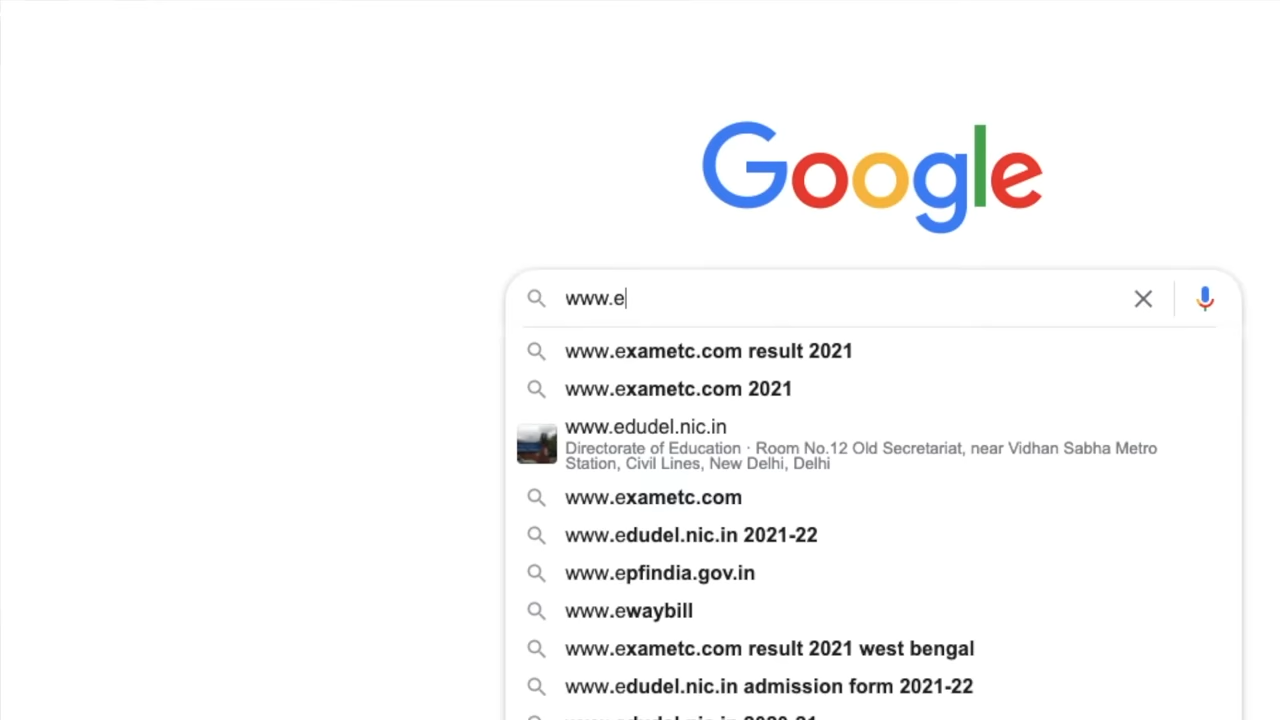 Google
www.e
www.exametc.com result 2021
www.exametc.com 2021
www.edudel.nic.in
Directorate of Education · Room No.12 Old Secretariat, near Vidhan Sabha Metro
Station, Civil Lines, New Delhi, Delhi
www.exametc.com
www.edudel.nic.in 2021-22
www.epfindia.gov.in
www.ewaybill
www.exametc.com result 2021 west bengal
www.edudel.nic.in admission form 2021-22